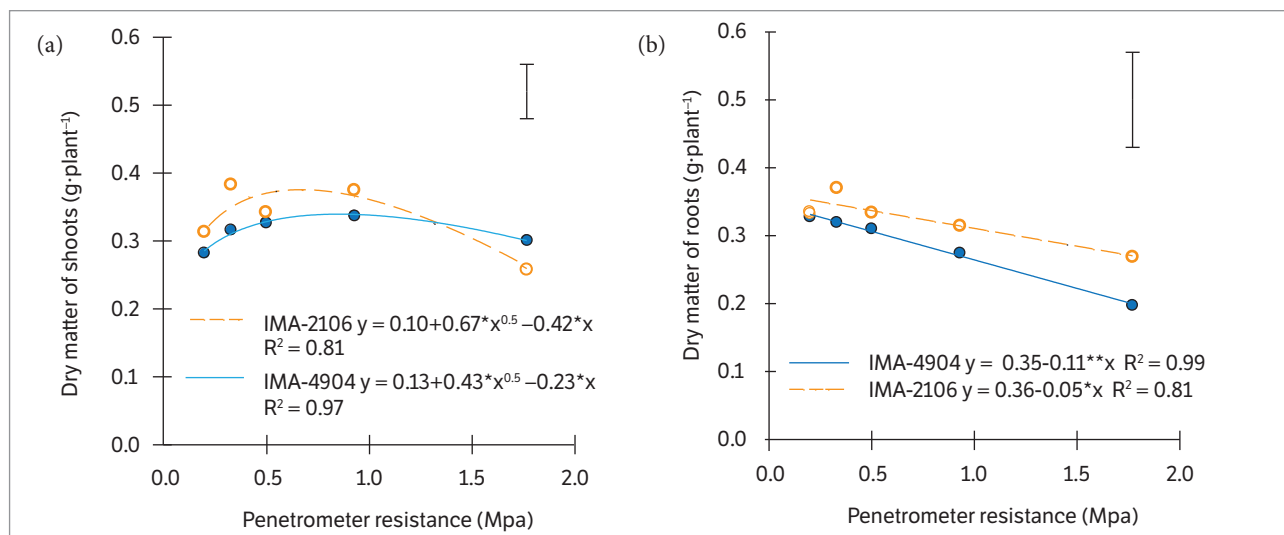 (a)
Dry matter of shoots (g·plant⁻¹)
0.6
0.5
0.4
0.3
0.2
0.1
0.0
IMA-2106 y = 0.10+0.67*x⁰·⁵ –0.42*x
R² = 0.81
IMA-4904 y = 0.13+0.43*x⁰·⁵ –0.23*x
R² = 0.97
0.0 0.5 1.0 1.5 2.0
Penetrometer resistance (Mpa)
(b)
Dry matter of roots (g·plant⁻¹)
0.6
0.5
0.4
0.3
0.2
0.1
0.0
IMA-4904 y = 0.35-0.11**x R² = 0.99
IMA-2106 y = 0.36-0.05*x R² = 0.81
0.0 0.5 1.0 1.5 2.0
Penetrometer resistance (Mpa)